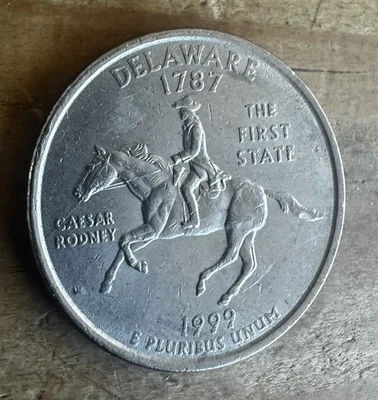 DELAWARE
1787
THE
FIRST
STATE
CAESAR
RODNEY
1999
E PLURIBUS UNUM